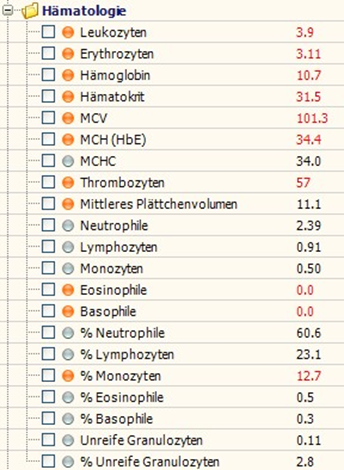 Hämatologie
Leukozyten 3.9
Erythrozyten 3.11
Hämoglobin 10.7
Hämatokrit 31.5
MCV 101.3
MCH (HbE) 34.4
MCHC 34.0
Thrombozyten 57
Mittleres Plättchenvolumen 11.1
Neutrophile 2.39
Lymphozyten 0.91
Monozyten 0.50
Eosinophile 0.0
Basophile 0.0
% Neutrophile 60.6
% Lymphozyten 23.1
% Monozyten 12.7
% Eosinophile 0.5
% Basophile 0.3
Unreife Granulozyten 0.11
% Unreife Granulozyten 2.8